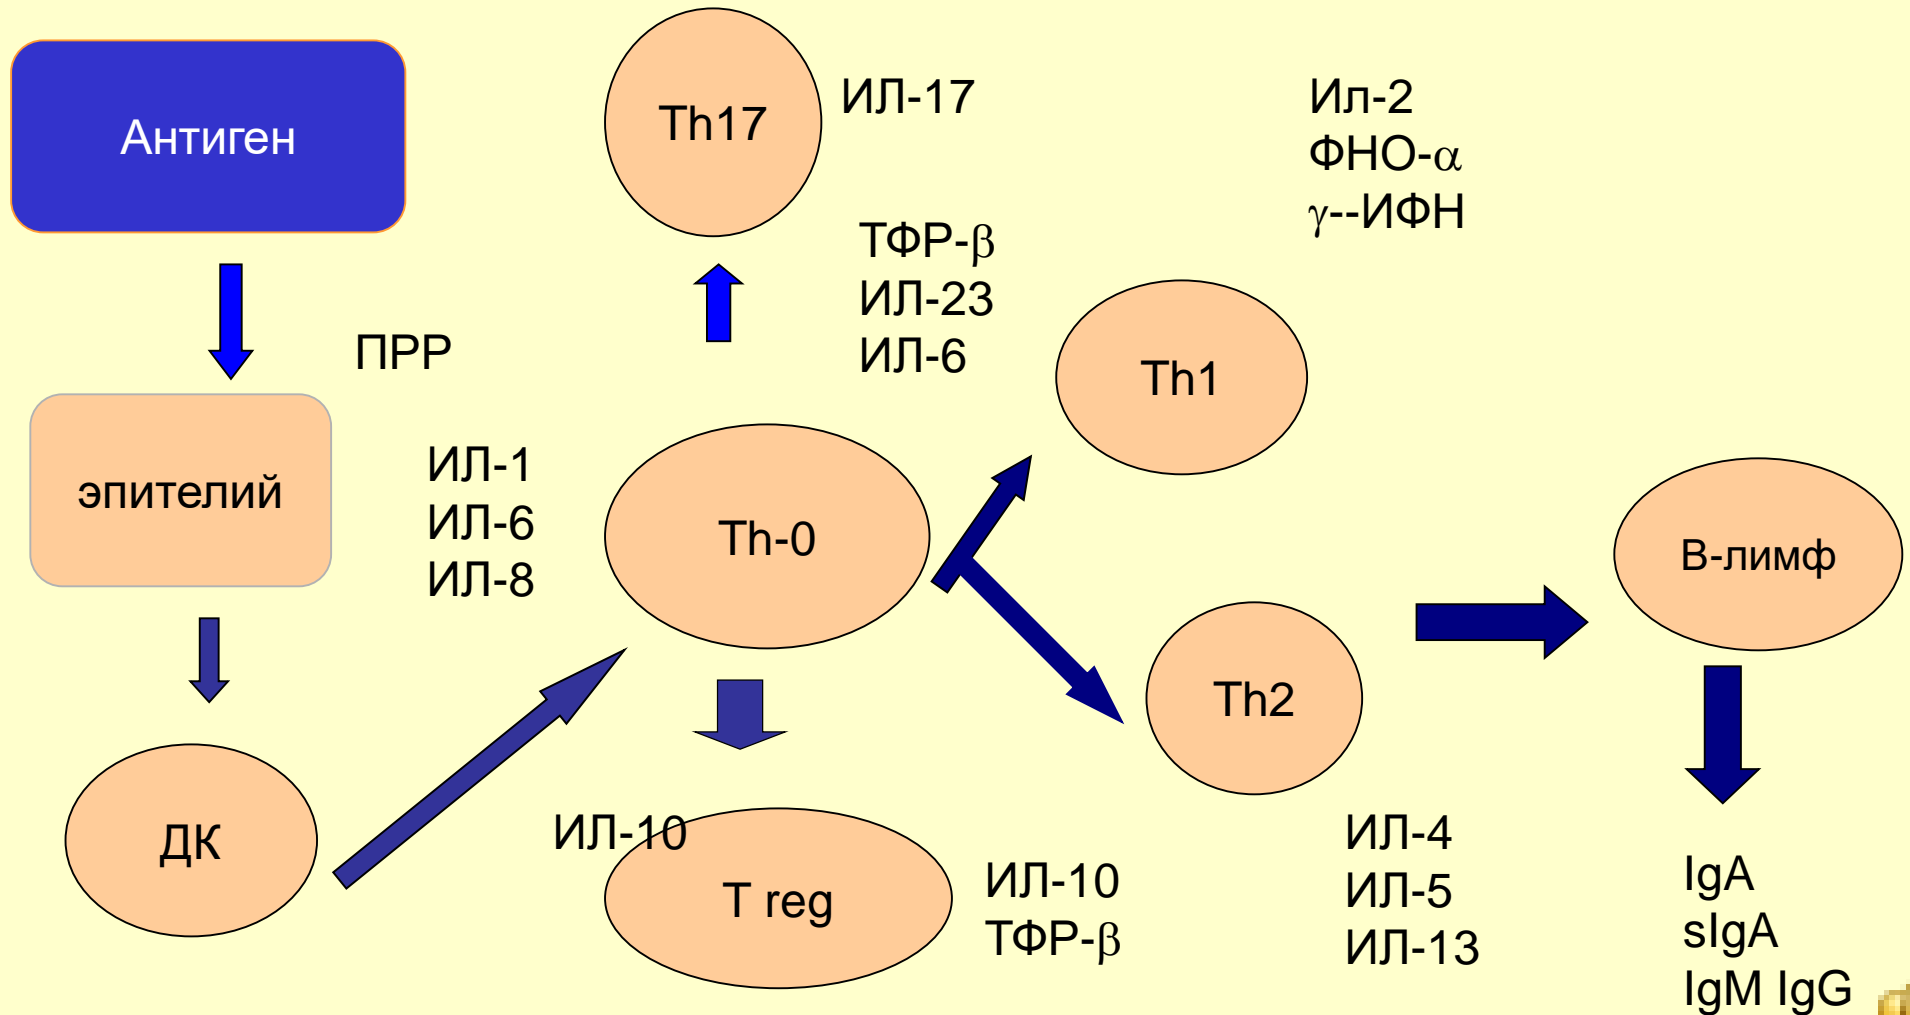 Антиген
ПРР
эпителий
ИЛ-1
ИЛ-6
ИЛ-8
ДК
Th17
ИЛ-17
ТФР-β
ИЛ-23
ИЛ-6
Th-0
ИЛ-10
T reg
ИЛ-10
ТФР-β
Ил-2
ФНО-α
γ--ИФН
Th1
Th2
ИЛ-4
ИЛ-5
ИЛ-13
В-лимф
IgA
sIgA
IgM IgG